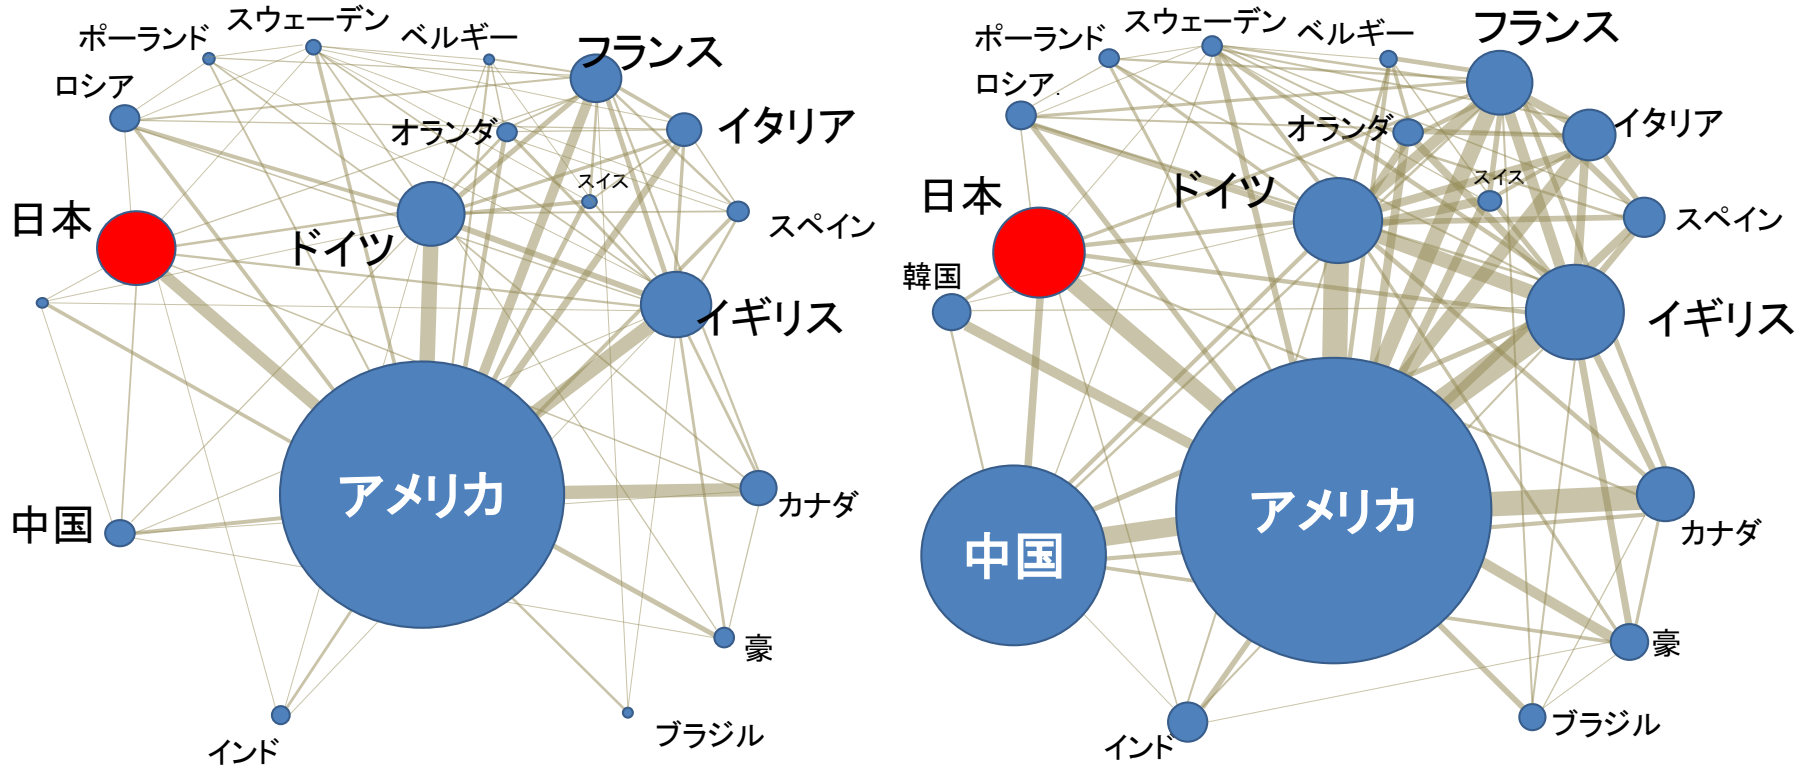 スウェーデン
ポーランド
ベルギー
フランス
ロシア
イタリア
オランダ
スイス
日本
ドイツ
スペイン
イギリス
アメリカ
カナダ
中国
豪
インド
ブラジル
スウェーデン
ポーランド
ベルギー
フランス
ロシア.
イタリア
オランダ
スイス
日本
ドイツ
スペイン
韓国
イギリス
アメリカ
カナダ
中国
豪
インド
ブラジル